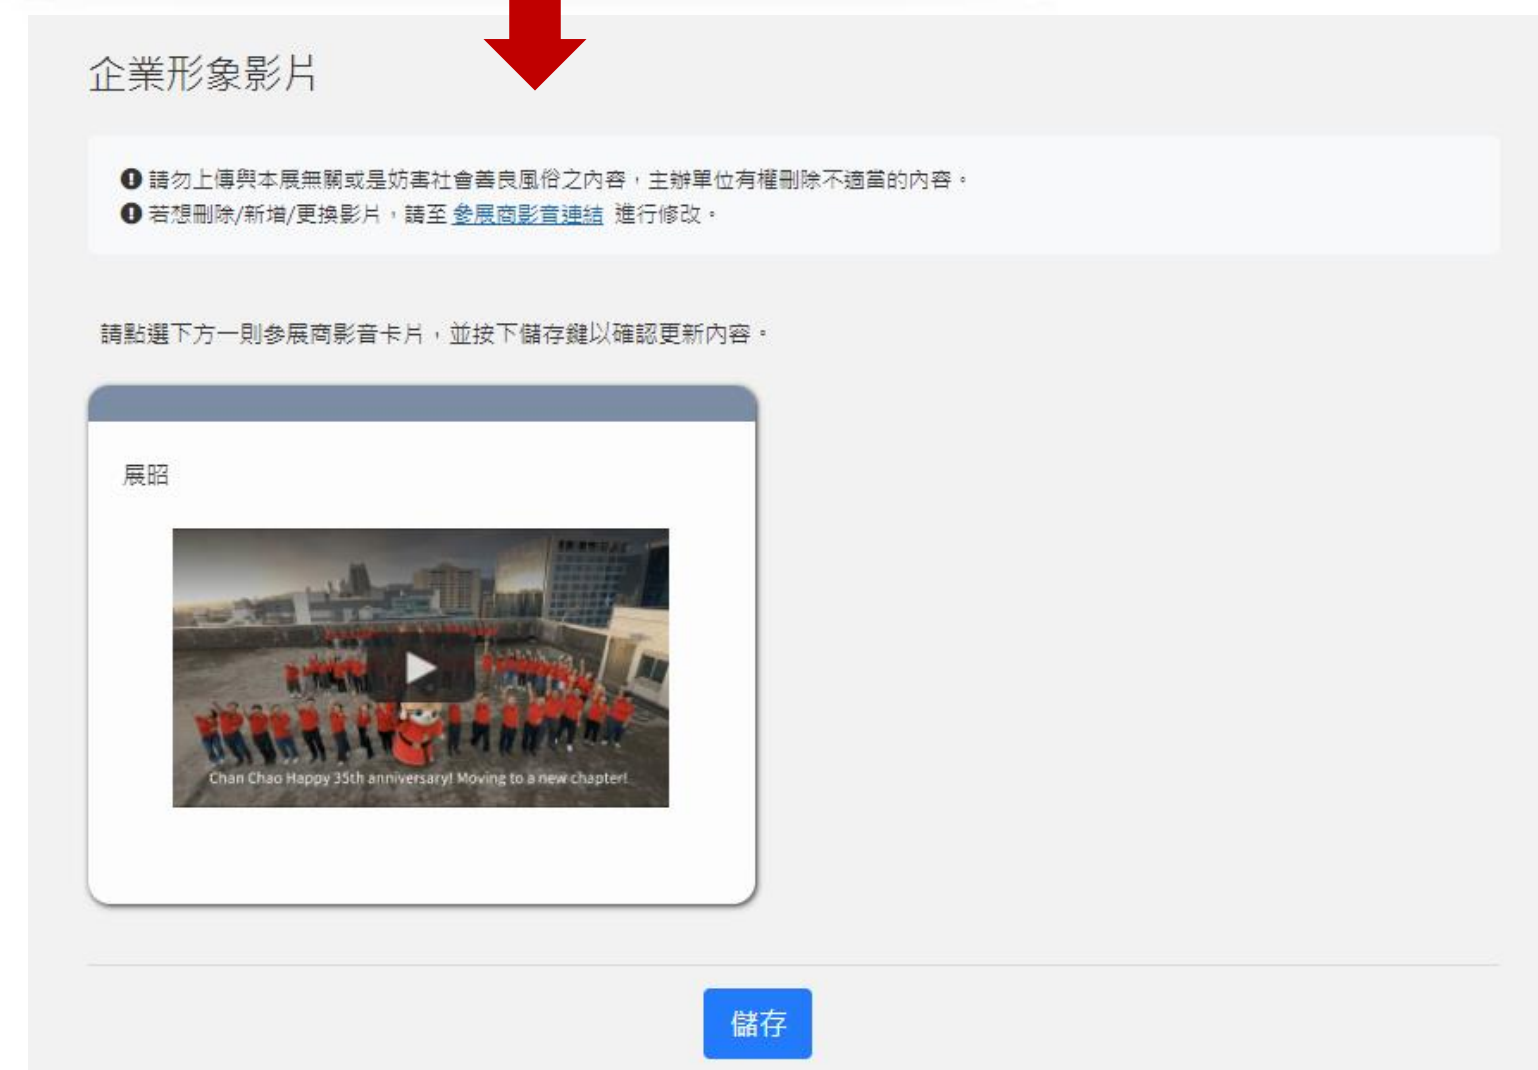 企業形象影片
請勿上傳與本展無關或是妨害社會善良風俗之內容，主辦單位有權刪除不適當的內容。
若想刪除/新增/更換影片，請至 參展商影音連結 進行修改。
請點選下方一則參展商影音卡片，並按下儲存鍵以確認更新內容。
展昭
Chan Chao Happy 35th anniversary! Moving to a new chapter!
儲存